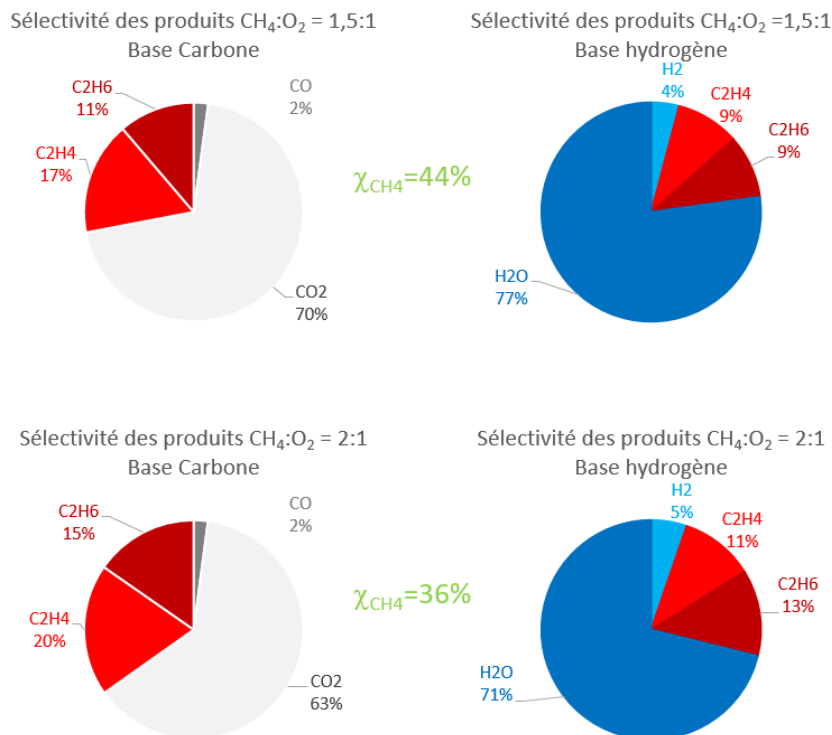 Sélectivité des produits CH₄:O₂ = 1,5:1
Base Carbone
C2H6
11%
CO
2%
C2H4
17%
CO2
70%
χCH4=44%
Sélectivité des produits CH₄:O₂ =1,5:1
Base hydrogène
H2
4%
C2H4
9%
C2H6
9%
H2O
77%
Sélectivité des produits CH₄:O₂ = 2:1
Base Carbone
C2H6
15%
CO
2%
C2H4
20%
CO2
63%
χCH4=36%
Sélectivité des produits CH₄:O₂ = 2:1
Base hydrogène
H2
5%
C2H4
11%
C2H6
13%
H2O
71%